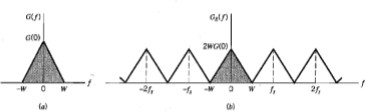 G(f)
G(0)
-W 0 W f
(a)
Gδ(f)
2WG(0)
-2fs -fs -W 0 W fs 2fs f
(b)